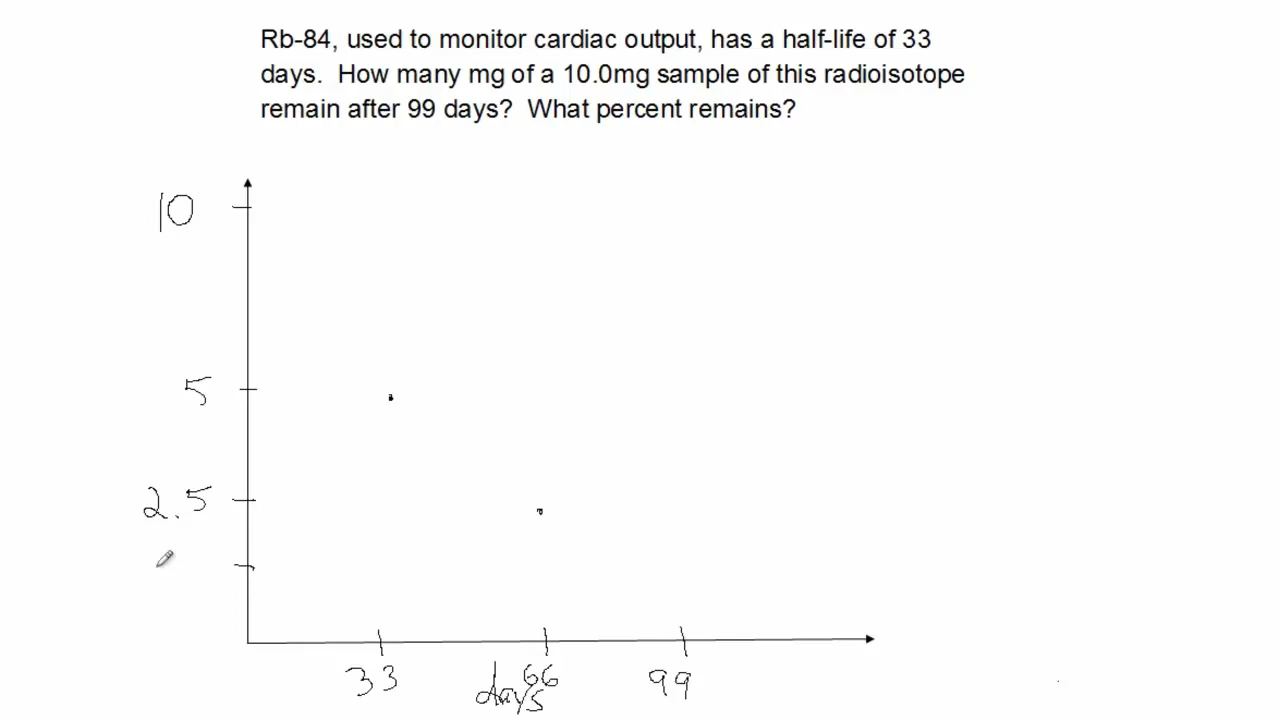 Rb-84, used to monitor cardiac output, has a half-life of 33
days. How many mg of a 10.0mg sample of this radioisotope
remain after 99 days? What percent remains?
10
5
2.5
33 66 99
days